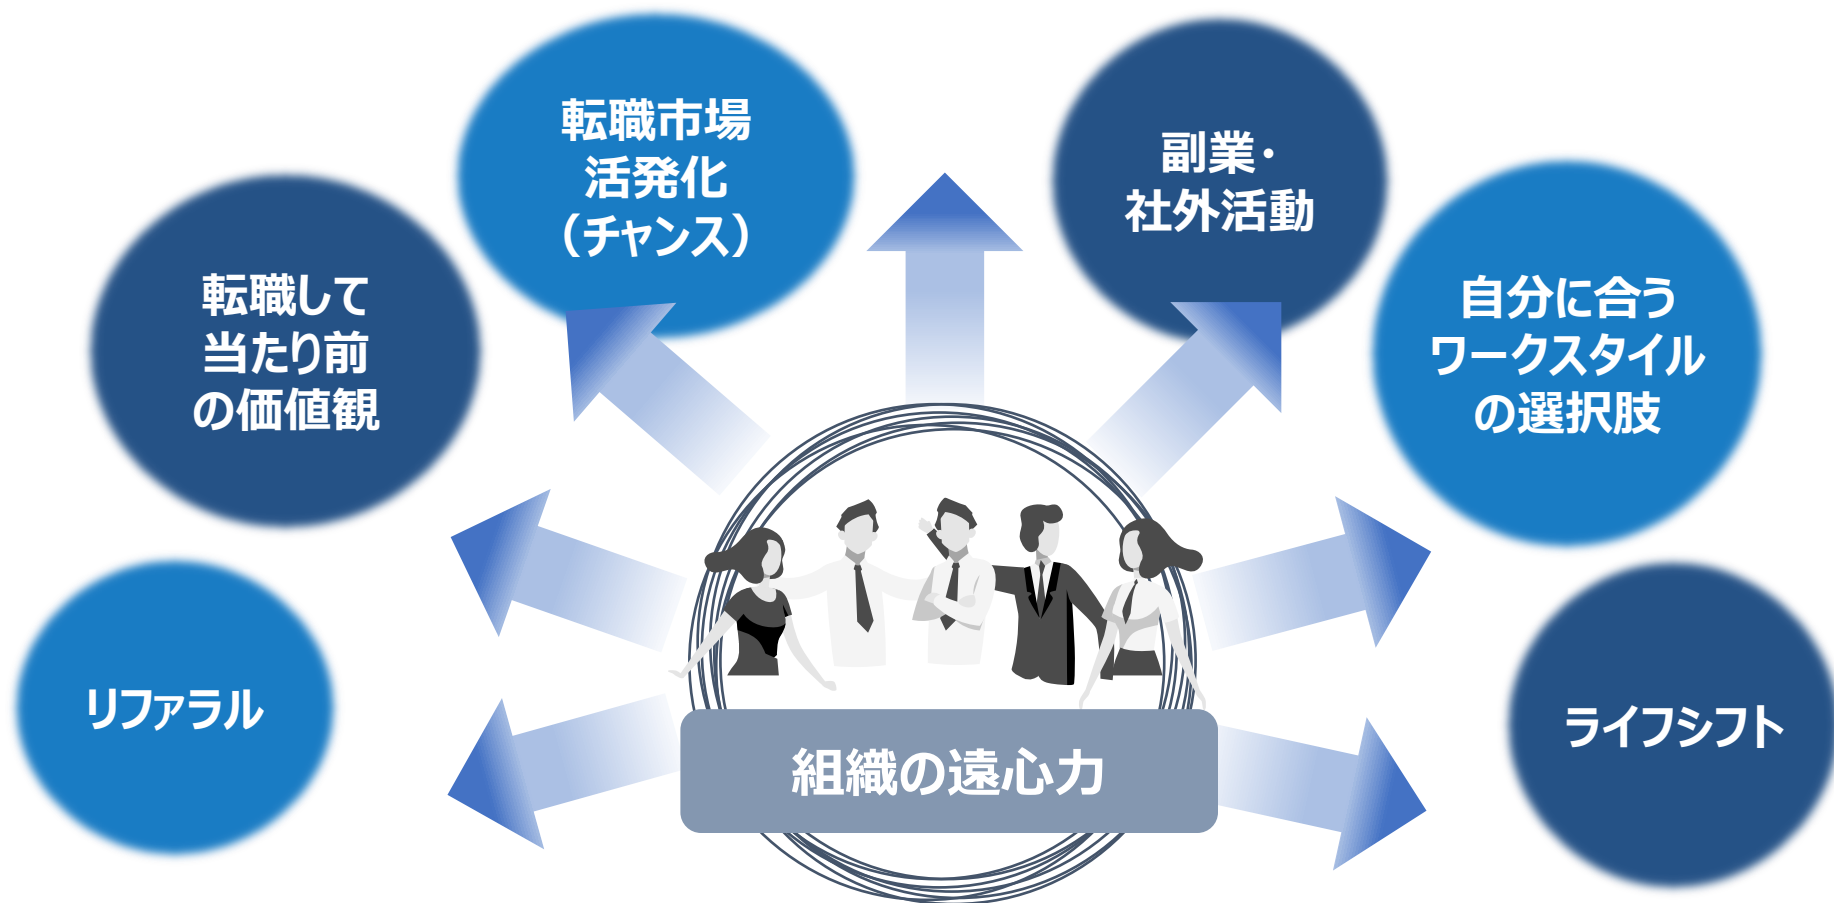 転職市場
活発化
（チャンス）
副業・
社外活動
転職して
当たり前
の価値観
自分に合う
ワークスタイル
の選択肢
リファラル
ライフシフト
組織の遠心力